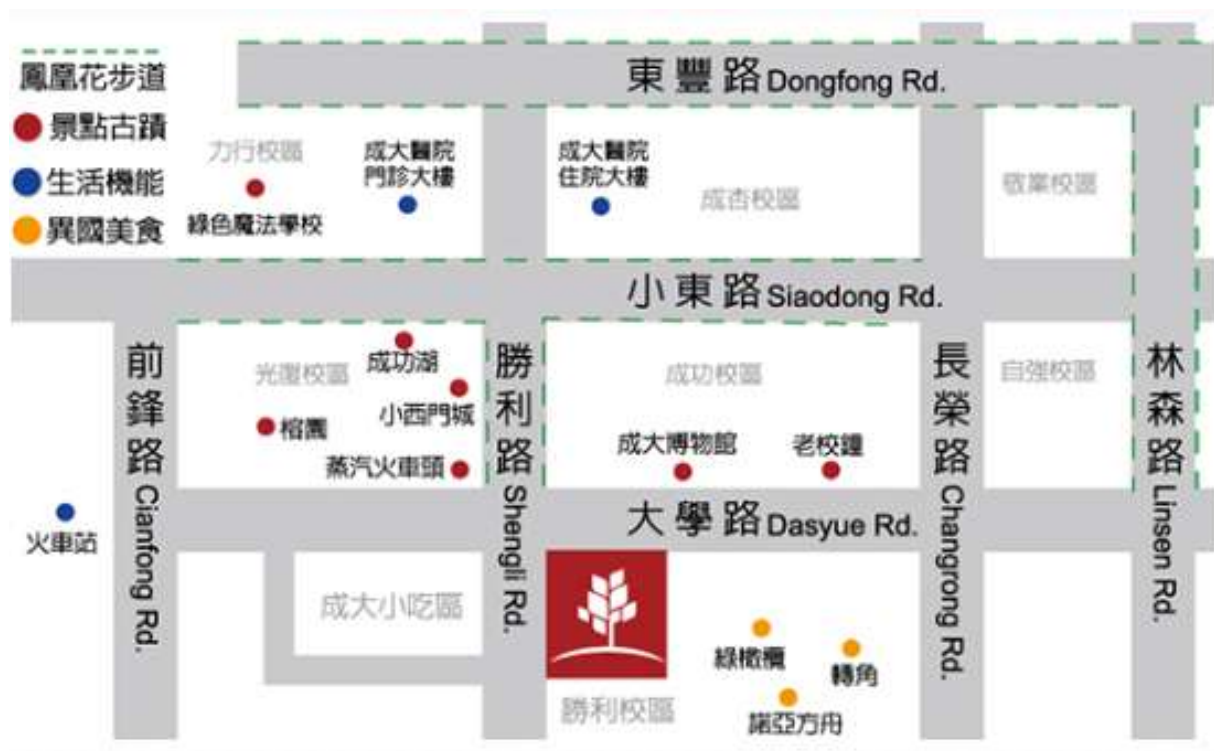 鳳凰花步道
景點古蹟
生活機能
異國美食
東豐路 Dongfong Rd.
力行校區
綠色魔法學校
成大醫院
門診大樓
成大醫院
住院大樓
成杏校區
敬業校區
小東路 Siaodong Rd.
前鋒路 Cianfong Rd.
光復校區
成功湖
小西門城
榕園
蒸汽火車頭
勝利路 Shengli Rd.
成功校區
成大博物館
老校鐘
長榮路 Changrong Rd.
自強校區
林森路 Linsen Rd.
火車站
大學路 Dasyue Rd.
成大小吃區
勝利校區
綠橄欖
轉角
諾亞方舟